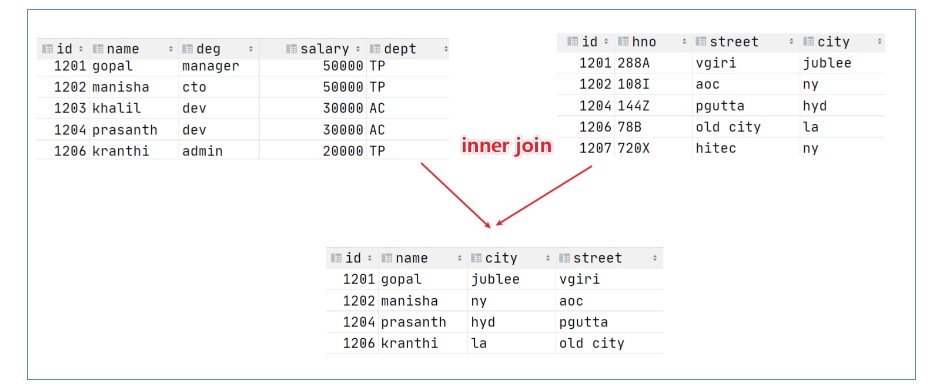 id name deg salary dept
1201 gopal manager 50000 TP
1202 manisha cto 50000 TP
1203 khalil dev 30000 AC
1204 prasanth dev 30000 AC
1206 kranthi admin 20000 TP
id hno street city
1201 288A vgiri jublee
1202 108I aoc ny
1204 144Z pgutta hyd
1206 78B old city la
1207 720X hitec ny
inner join
id name city street
1201 gopal jublee vgiri
1202 manisha ny aoc
1204 prasanth hyd pgutta
1206 kranthi la old city